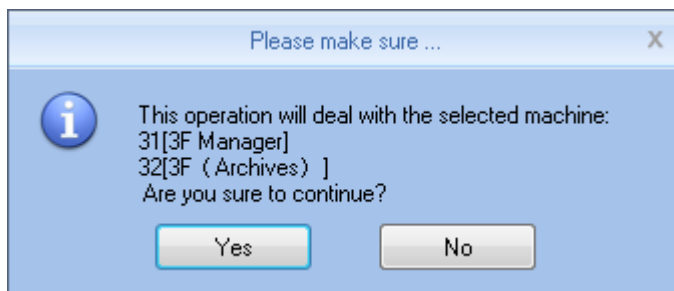 Please make sure ...
X
This operation will deal with the selected machine:
31[3F Manager]
32[3F（Archives）]
Are you sure to continue?
Yes
No